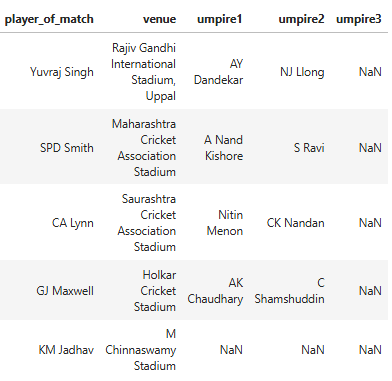 player_of_match venue umpire1 umpire2 umpire3
Rajiv Gandhi
International
Stadium,
Uppal
Yuvraj Singh
AY
Dandekar
NJ Llong
NaN
Maharashtra
Cricket
Association
Stadium
SPD Smith
A Nand
Kishore
S Ravi
NaN
Saurashtra
Cricket
Association
Stadium
CA Lynn
Nitin
Menon
CK Nandan
NaN
Holkar
Cricket
Stadium
GJ Maxwell
AK
Chaudhary
C
Shamshuddin
NaN
M
Chinnaswamy
Stadium
KM Jadhav
NaN
NaN
NaN